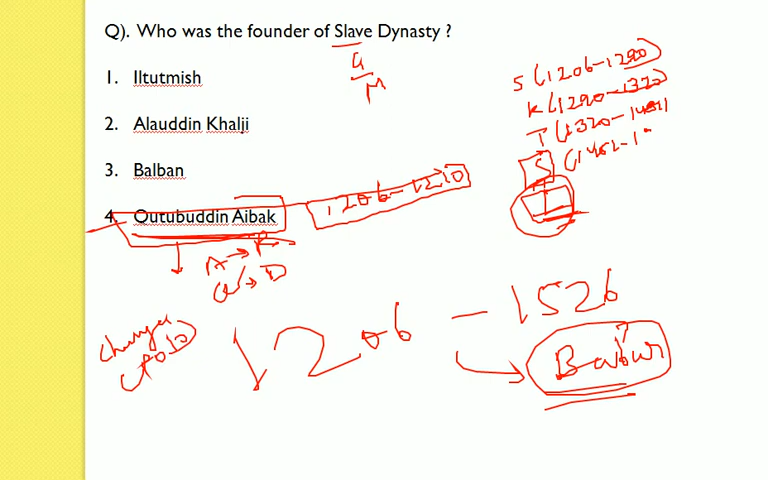 Q). Who was the founder of Slave Dynasty ?
1. Iltutmish
2. Alauddin Khalji
3. Balban
4. Qutubuddin Aibak
1206-1210
S (1206-1290)
K (1290-1320)
T (1320-
S
A → R
1206 - 1526
Babur